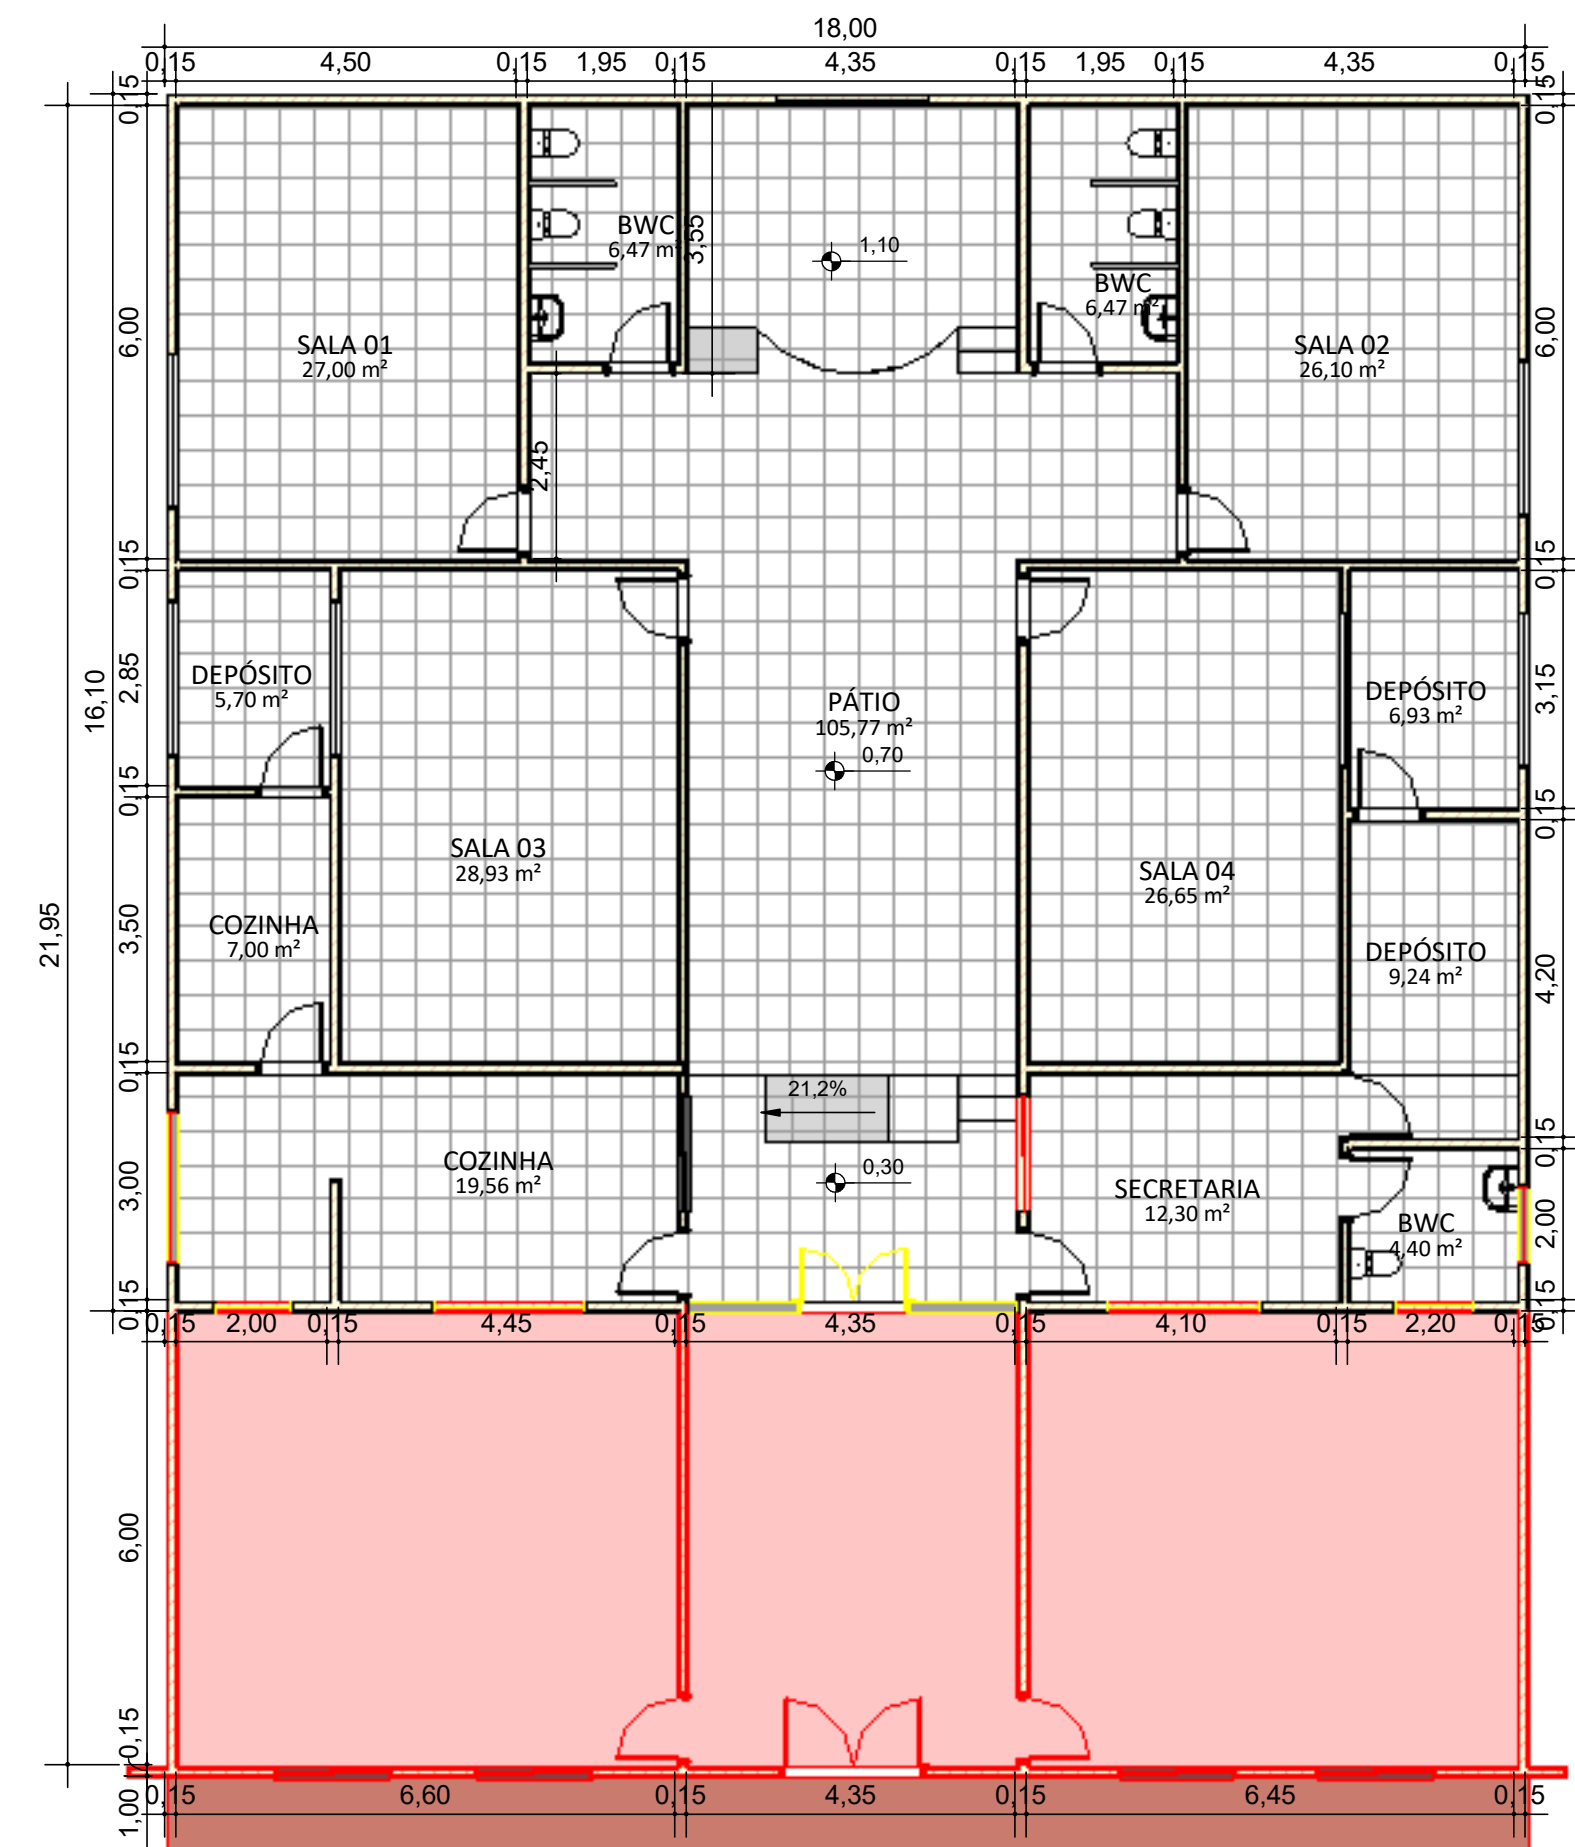 18,00
0,15 4,50 0,15 1,95 0,15 4,35 0,15 1,95 0,15 4,35 0,15
0,15
0,15
BWC
6,47 m²
3,55
1,10
BWC
6,47 m²
6,00
SALA 01
27,00 m²
SALA 02
26,10 m²
6,00
2,45
0,15
0,15
16,10
2,85
DEPÓSITO
5,70 m²
PÁTIO
105,77 m²
0,70
DEPÓSITO
6,93 m²
3,15
0,15
0,15
21,95
3,50
COZINHA
7,00 m²
SALA 03
28,93 m²
SALA 04
26,65 m²
DEPÓSITO
9,24 m²
4,20
0,15
21,2%
0,15
3,00
COZINHA
19,56 m²
0,30
SECRETARIA
12,30 m²
BWC
4,40 m²
2,00
0,15
0,15
0,15 2,00 0,15 4,45 0,15 4,35 0,15 4,10 0,15 2,20 0,15
6,00
0,15
1,00
0,15 6,60 0,15 4,35 0,15 6,45 0,15